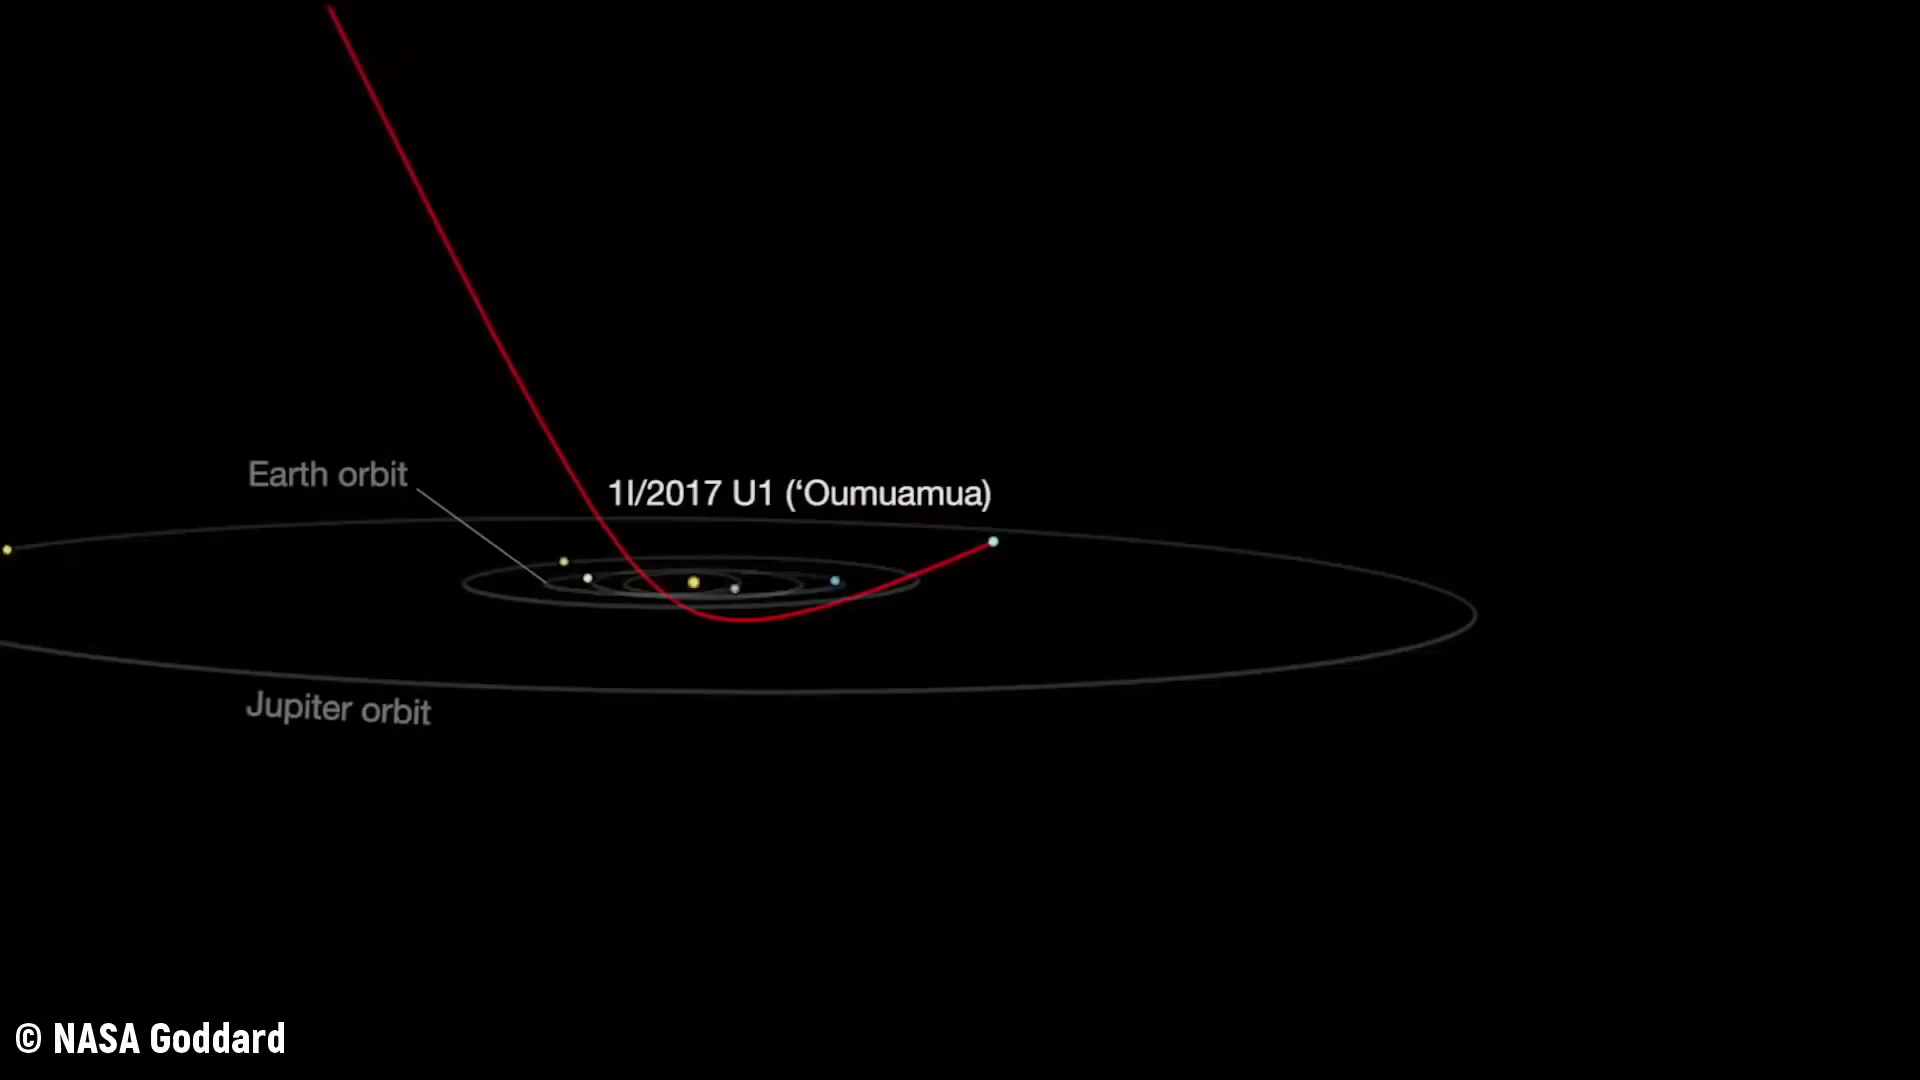 Earth orbit
1I/2017 U1 (‘Oumuamua)
Jupiter orbit
© NASA Goddard